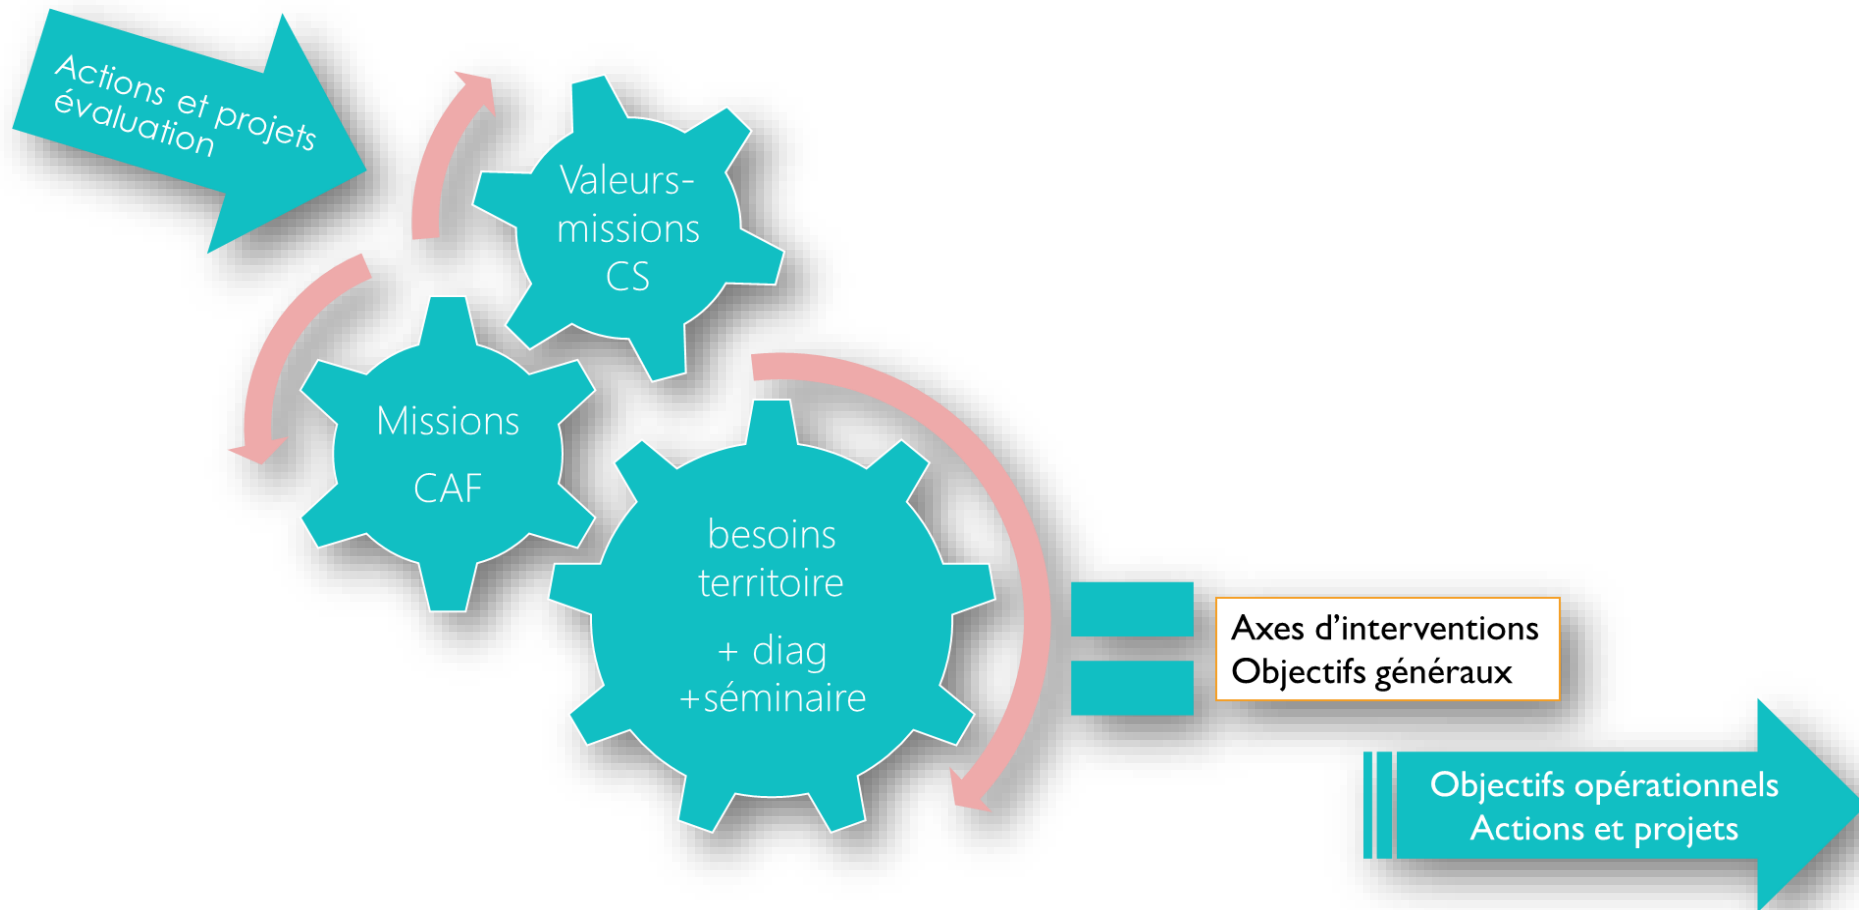 Actions et projets
évaluation
Valeurs-
missions
CS
Missions
CAF
besoins
territoire
+ diag
+séminaire
Axes d’interventions
Objectifs généraux
Objectifs opérationnels
Actions et projets